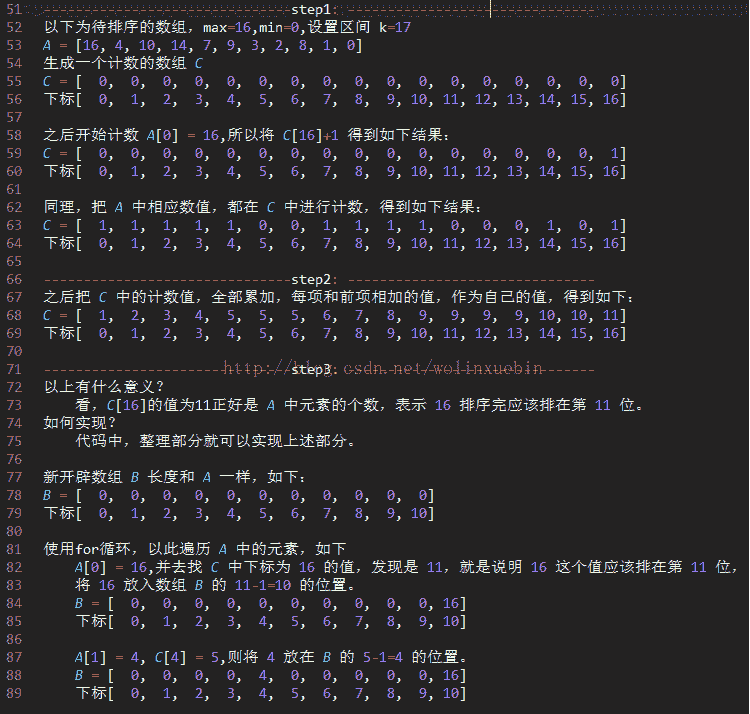 51 -------------------------------step1: -------------------------------
52 以下为待排序的数组，max=16,min=0,设置区间 k=17
53 A = [16, 4, 10, 14, 7, 9, 3, 2, 8, 1, 0]
54 生成一个计数的数组 C
55 C = [ 0, 0, 0, 0, 0, 0, 0, 0, 0, 0, 0, 0, 0, 0, 0, 0, 0]
56 下标[ 0, 1, 2, 3, 4, 5, 6, 7, 8, 9, 10, 11, 12, 13, 14, 15, 16]
57
58 之后开始计数 A[0] = 16,所以将 C[16]+1 得到如下结果:
59 C = [ 0, 0, 0, 0, 0, 0, 0, 0, 0, 0, 0, 0, 0, 0, 0, 0, 1]
60 下标[ 0, 1, 2, 3, 4, 5, 6, 7, 8, 9, 10, 11, 12, 13, 14, 15, 16]
61
62 同理，把 A 中相应数值，都在 C 中进行计数，得到如下结果:
63 C = [ 1, 1, 1, 1, 1, 0, 0, 1, 1, 1, 1, 0, 0, 0, 1, 0, 1]
64 下标[ 0, 1, 2, 3, 4, 5, 6, 7, 8, 9, 10, 11, 12, 13, 14, 15, 16]
65
66 -------------------------------step2: -------------------------------
67 之后把 C 中的计数值，全部累加，每项和前项相加的值，作为自己的值，得到如下:
68 C = [ 1, 2, 3, 4, 5, 5, 5, 6, 7, 8, 9, 9, 9, 9, 10, 10, 11]
69 下标[ 0, 1, 2, 3, 4, 5, 6, 7, 8, 9, 10, 11, 12, 13, 14, 15, 16]
70
71 -------------------------------step3 -------------------------------
http://blog.csdn.net/wolinxuebin
72 以上有什么意义?
73 看，C[16]的值为11正好是 A 中元素的个数，表示 16 排序完应该排在第 11 位。
74 如何实现?
75 代码中，整理部分就可以实现上述部分。
76
77 新开辟数组 B 长度和 A 一样，如下:
78 B = [ 0, 0, 0, 0, 0, 0, 0, 0, 0, 0, 0]
79 下标[ 0, 1, 2, 3, 4, 5, 6, 7, 8, 9, 10]
80
81 使用for循环，以此遍历 A 中的元素，如下
82 A[0] = 16,并去找 C 中下标为 16 的值，发现是 11，就是说明 16 这个值应该排在第 11 位，
83 将 16 放入数组 B 的 11-1=10 的位置。
84 B = [ 0, 0, 0, 0, 0, 0, 0, 0, 0, 0, 16]
85 下标[ 0, 1, 2, 3, 4, 5, 6, 7, 8, 9, 10]
86
87 A[1] = 4, C[4] = 5,则将 4 放在 B 的 5-1=4 的位置。
88 B = [ 0, 0, 0, 0, 4, 0, 0, 0, 0, 0, 16]
89 下标[ 0, 1, 2, 3, 4, 5, 6, 7, 8, 9, 10]